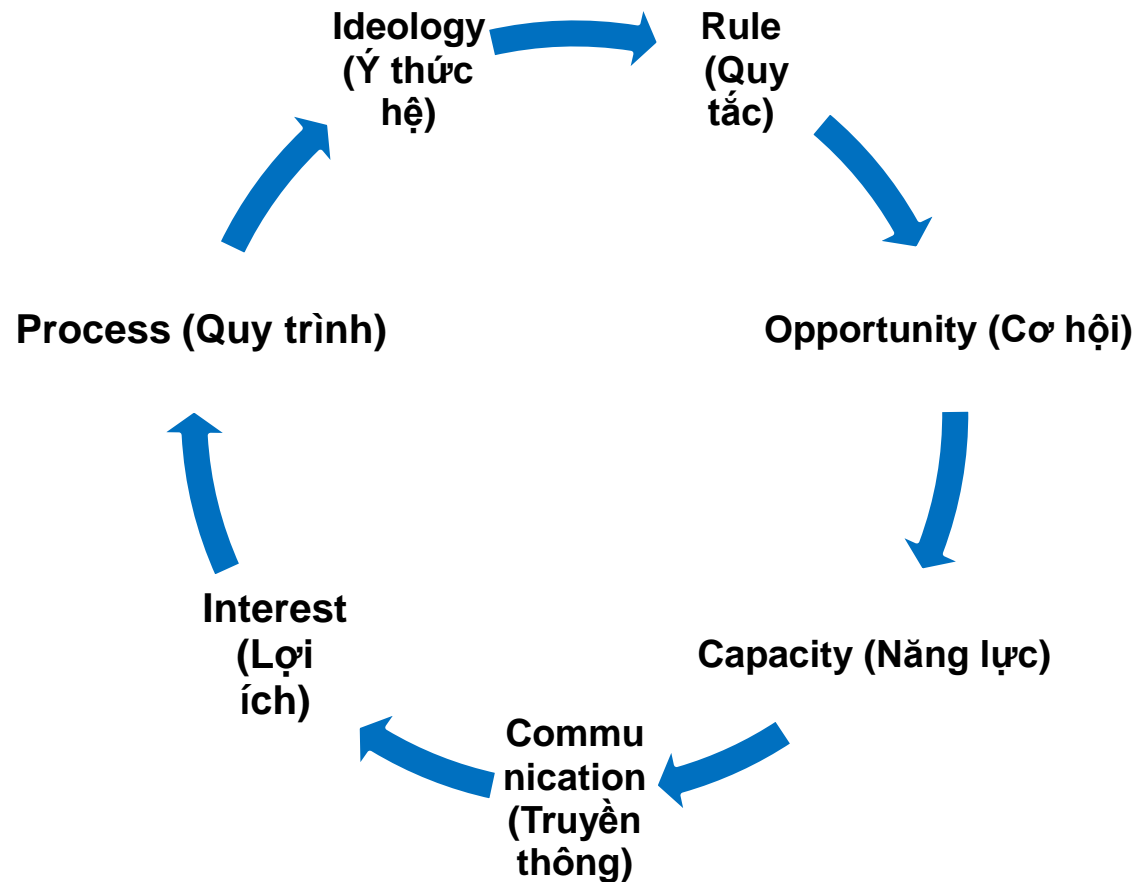 Ideology
(Ý thức
hệ)
Rule
(Quy
tắc)
Opportunity (Cơ hội)
Capacity (Năng lực)
Commu
nication
(Truyền
thông)
Interest
(Lợi
ích)
Process (Quy trình)